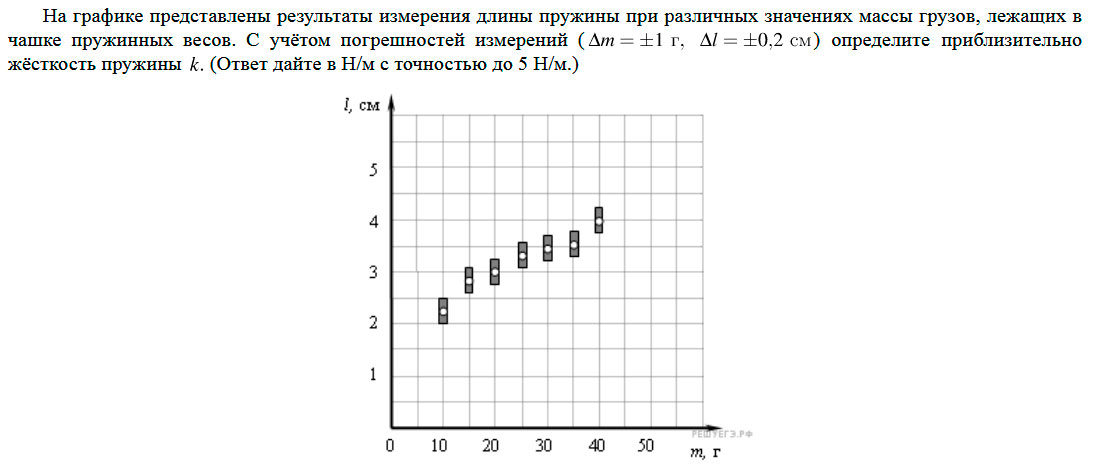 На графике представлены результаты измерения длины пружины при различных значениях массы грузов, лежащих в
чашке пружинных весов. С учётом погрешностей измерений (Δm = ±1 г, Δl = ±0,2 см) определите приблизительно
жёсткость пружины k. (Ответ дайте в Н/м с точностью до 5 Н/м.)
l, см
5
4
3
2
1
0 10 20 30 40 50
РЕШУЕГЭ.РФ
m, г